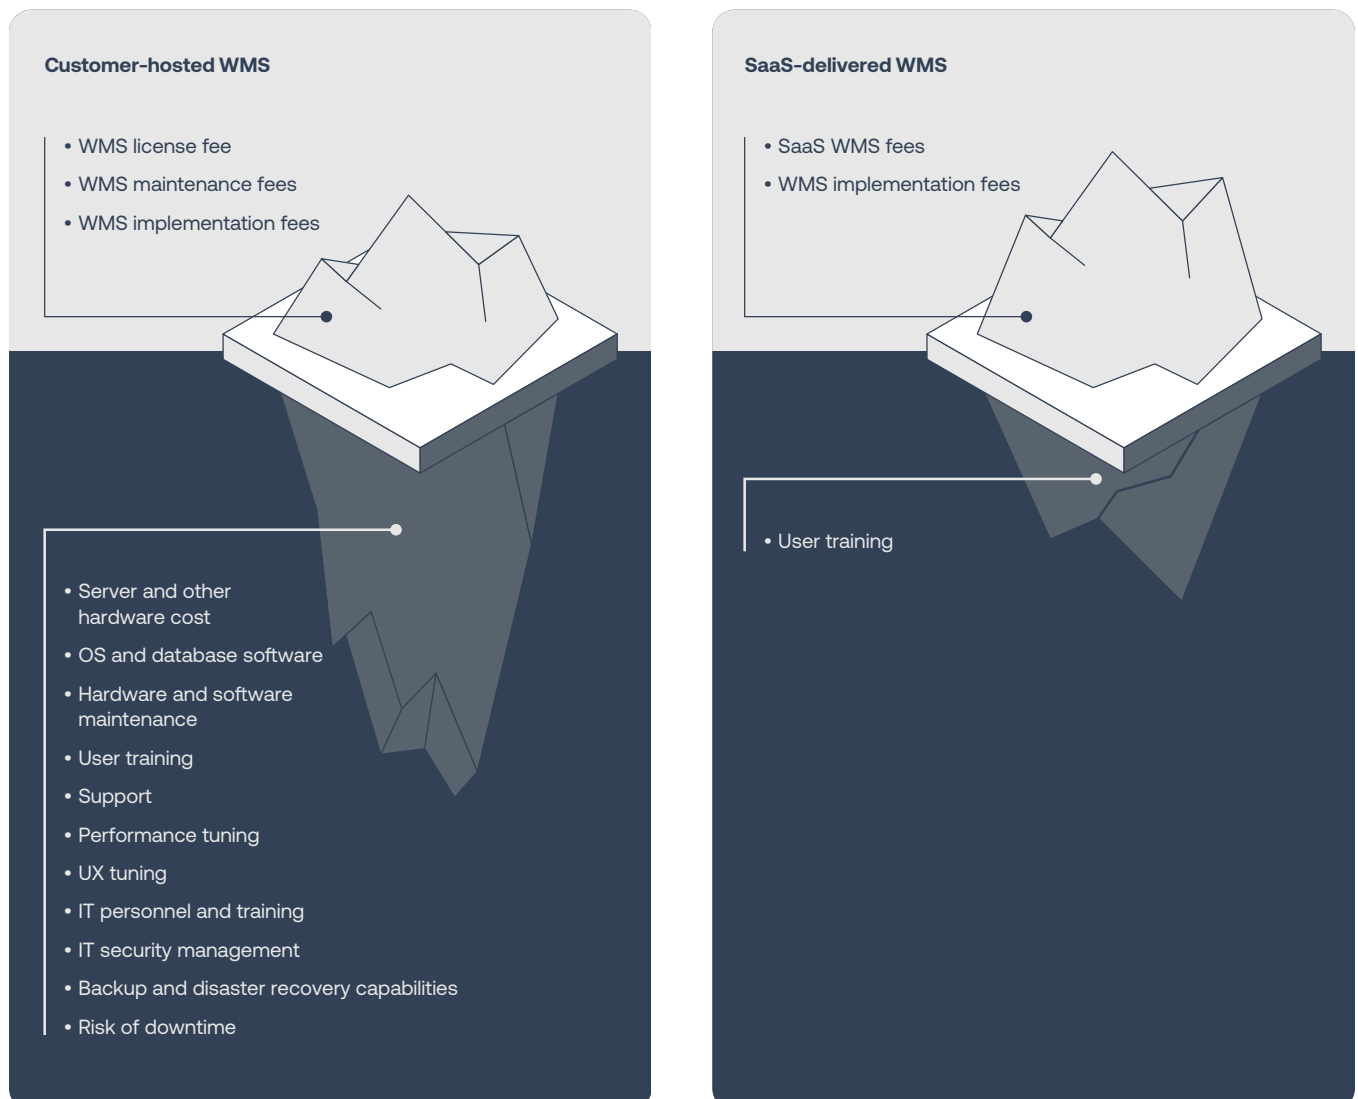 Customer-hosted WMS
• WMS license fee
• WMS maintenance fees
• WMS implementation fees
• Server and other
hardware cost
• OS and database software
• Hardware and software
maintenance
• User training
• Support
• Performance tuning
• UX tuning
• IT personnel and training
• IT security management
• Backup and disaster recovery capabilities
• Risk of downtime
SaaS-delivered WMS
• SaaS WMS fees
• WMS implementation fees
• User training